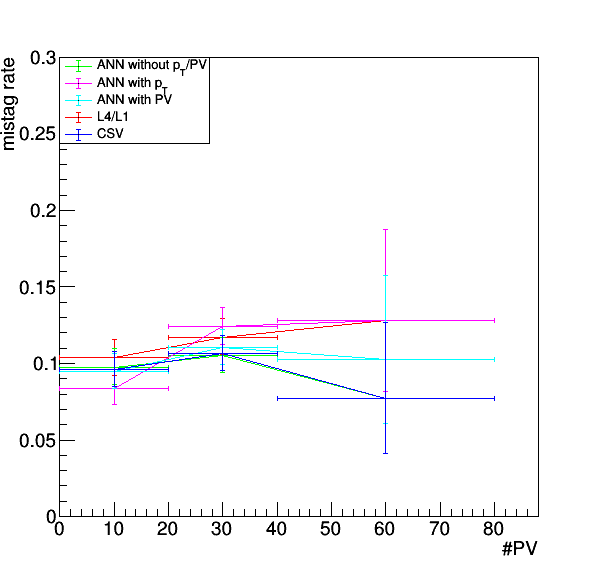 mistag rate
0.3
0.25
0.2
0.15
0.1
0.05
0
ANN without pT/PV
ANN with pT
ANN with PV
L4/L1
CSV
0 10 20 30 40 50 60 70 80
#PV